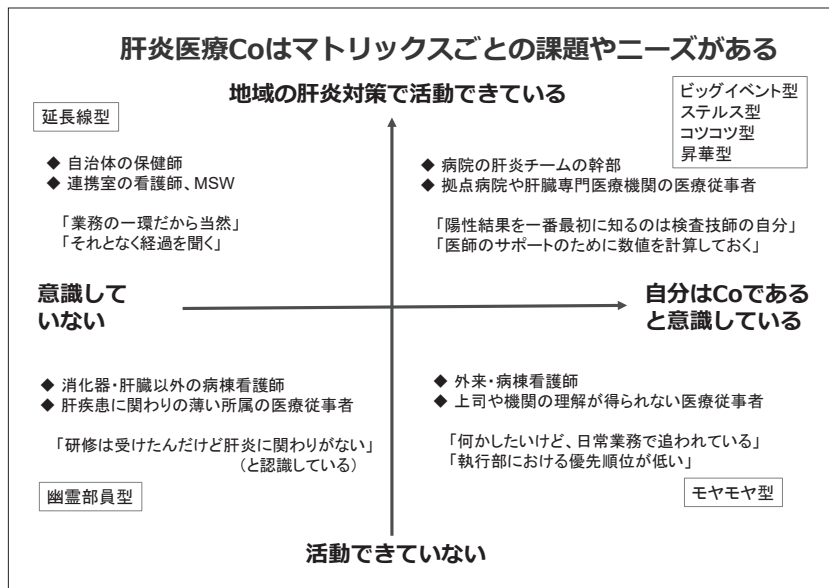 肝炎医療Coはマトリックスごとの課題やニーズがある
地域の肝炎対策で活動できている
延長線型
◆ 自治体の保健師
◆ 連携室の看護師、MSW
「業務の一環だから当然」
「それとなく経過を聞く」
ビッグイベント型
ステルス型
コツコツ型
昇華型
◆ 病院の肝炎チームの幹部
◆ 拠点病院や肝臓専門医療機関の医療従事者
「陽性結果を一番最初に知るのは検査技師の自分」
「医師のサポートのために数値を計算しておく」
意識して
いない
自分はCoである
と意識している
◆ 消化器・肝臓以外の病棟看護師
◆ 肝疾患に関わりの薄い所属の医療従事者
「研修は受けたんだけど肝炎に関わりがない」
（と認識している）
幽霊部員型
◆ 外来・病棟看護師
◆ 上司や機関の理解が得られない医療従事者
「何かしたいけど、日常業務で追われている」
「執行部における優先順位が低い」
モヤモヤ型
活動できていない